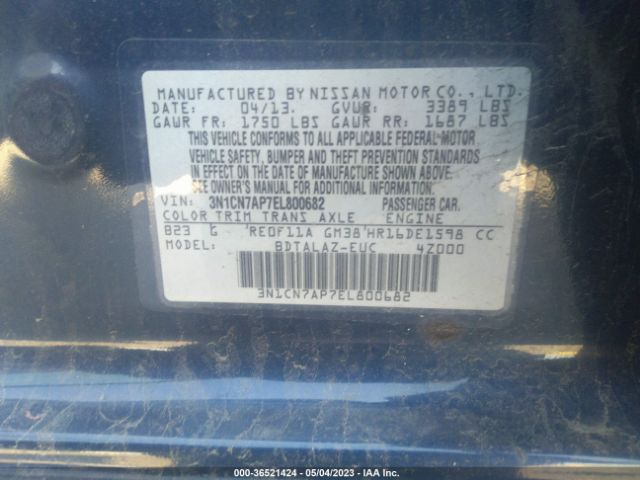 MANUFACTURED BY NISSAN MOTOR CO., LTD.
DATE: 04/13. GVWR: 3389 LBS
GAWR FR: 1750 LBS GAWR RR: 1687 LBS
THIS VEHICLE CONFORMS TO ALL APPLICABLE FEDERAL MOTOR
VEHICLE SAFETY, BUMPER AND THEFT PREVENTION STANDARDS
IN EFFECT ON THE DATE OF MANUFACTURE SHOWN ABOVE.
SEE OWNER'S MANUAL FOR ADDITIONAL INFORMATION.
VIN: 3N1CN7AP7EL800682 PASSENGER CAR.
COLOR TRIM TRANS AXLE ENGINE
B23 G 'RE0F11A GM38'HR16DE1598 CC
BDTALAZ-EUC 4Z000
3N1CN7AP7EL800682
000-36521424 - 05/04/2023 - © IAA Inc.